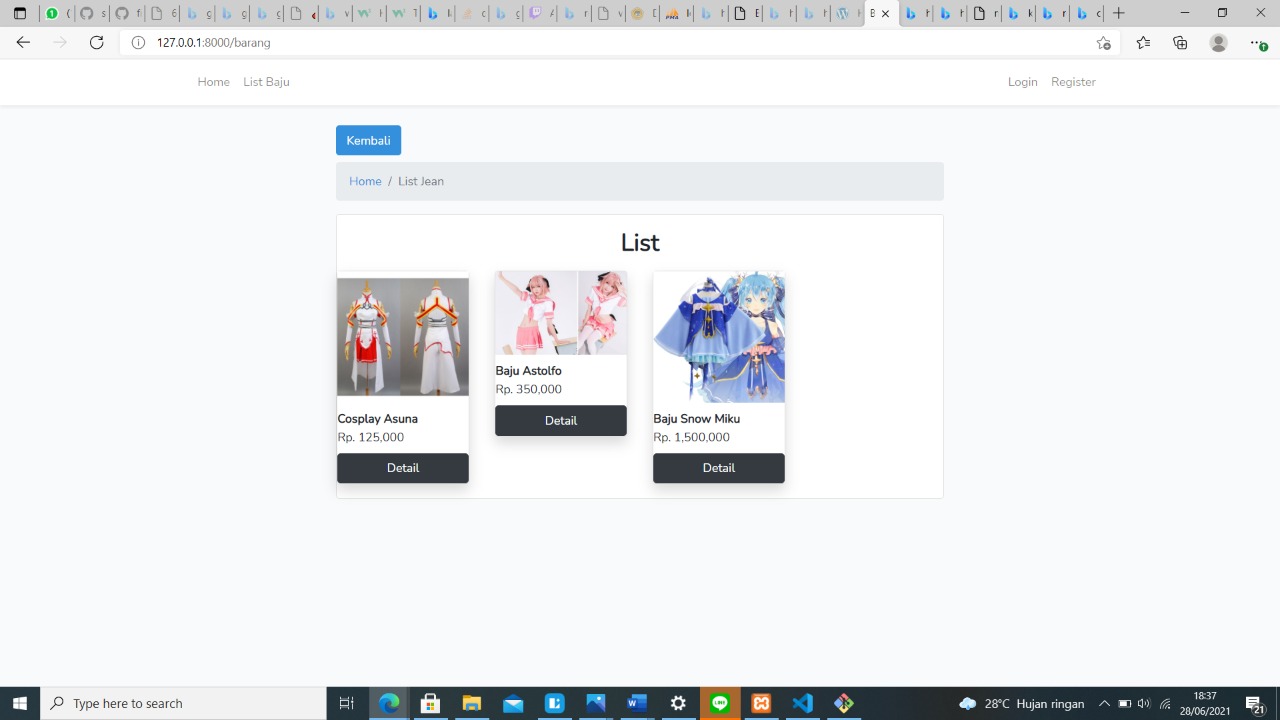 127.0.0.1:8000/barang
Home List Baju Login Register
Kembali
Home / List Jean
List
Cosplay Asuna
Rp. 125,000
Detail
Baju Astolfo
Rp. 350,000
Detail
Baju Snow Miku
Rp. 1,500,000
Detail
Type here to search
28°C Hujan ringan
18:37
28/06/2021
21